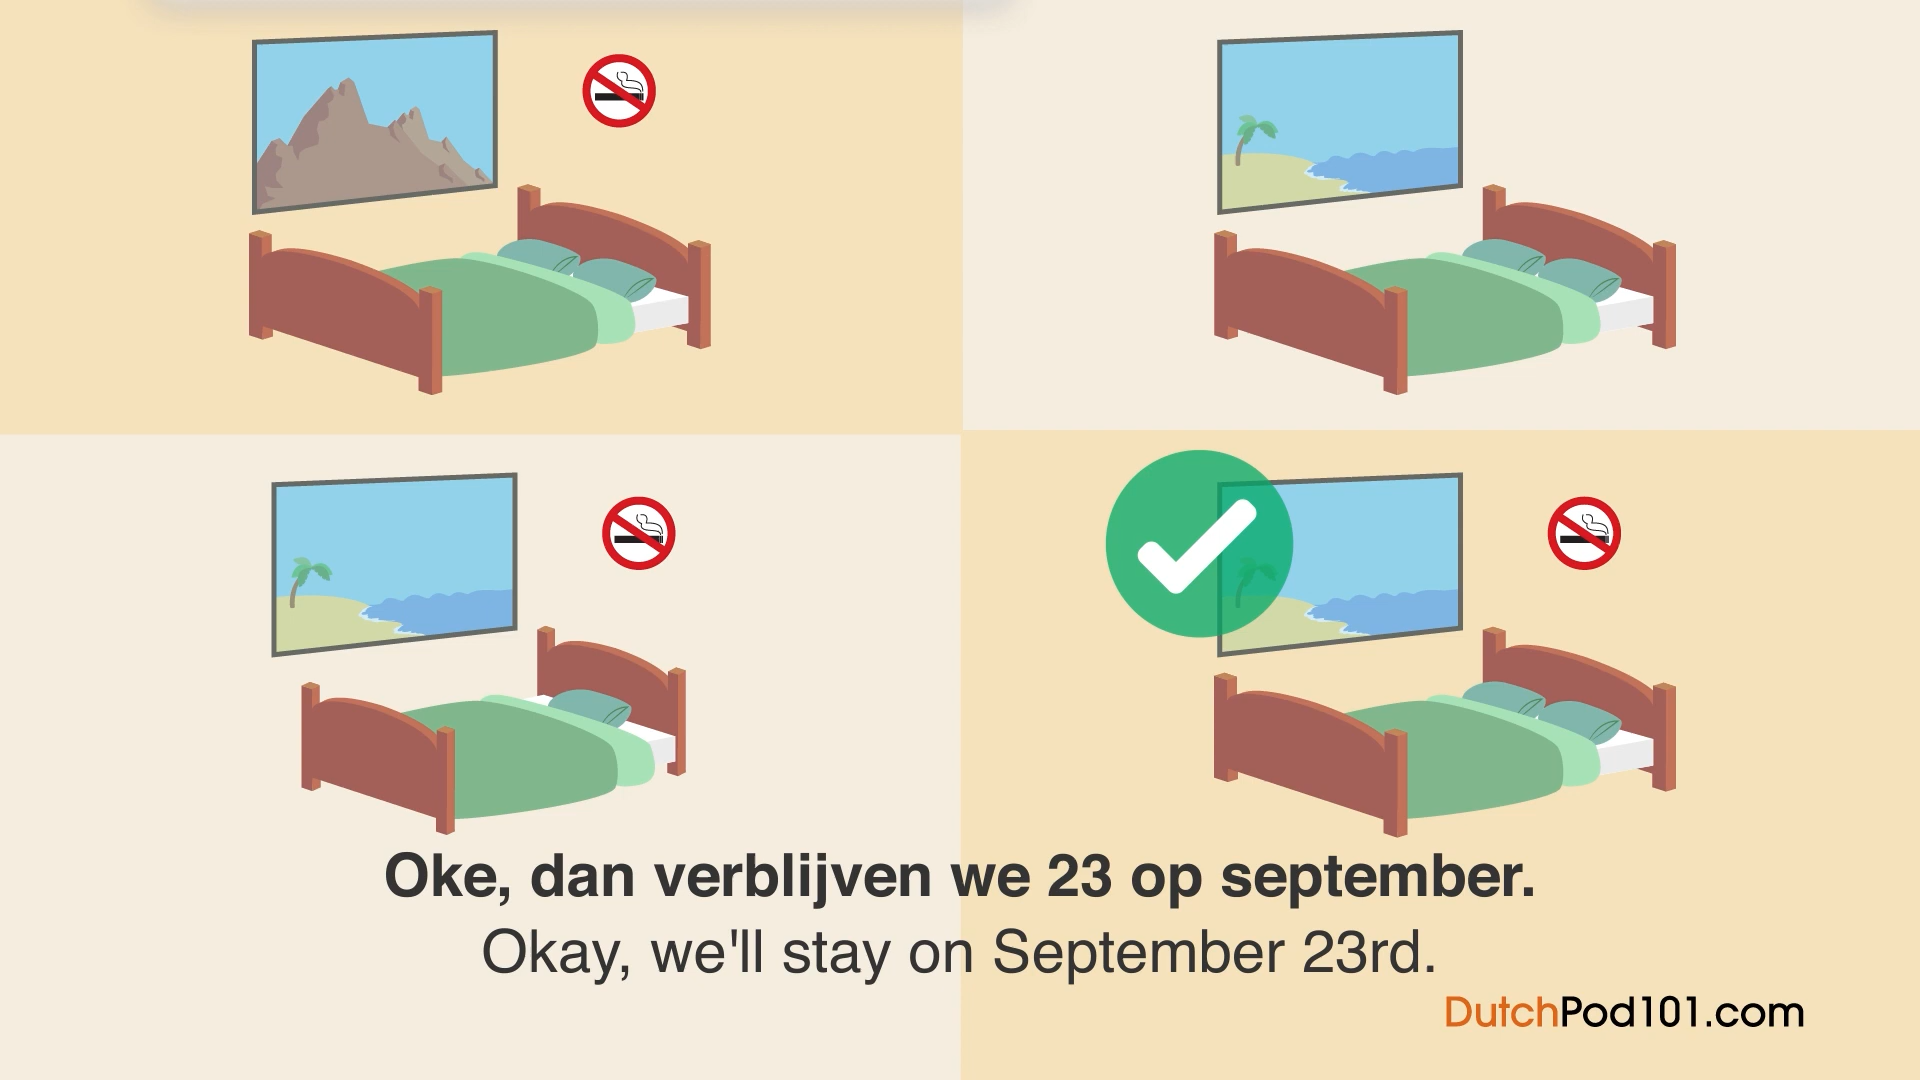 Oke, dan verblijven we 23 op september.
Okay, we'll stay on September 23rd.
DutchPod101.com